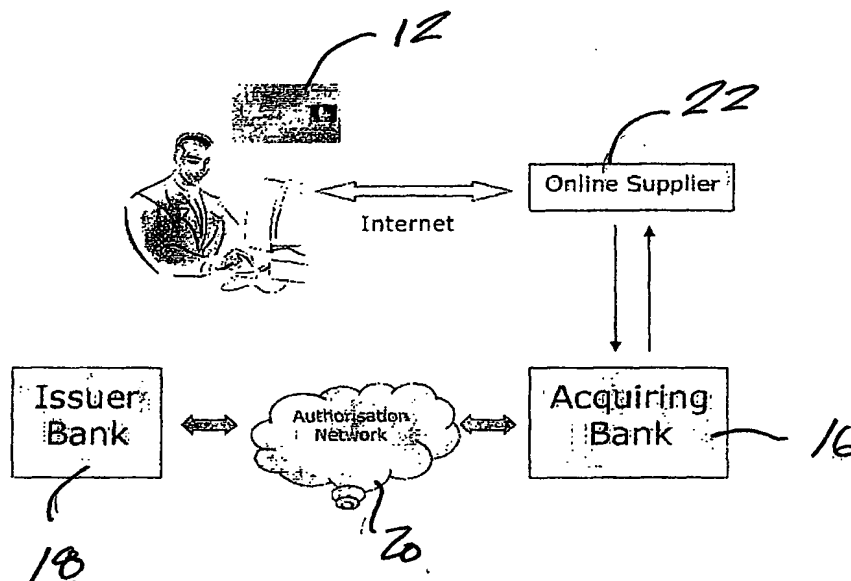 12
22
Online Supplier
Internet
Issuer
Bank
Authorisation
Network
Acquiring
Bank
16
18
20